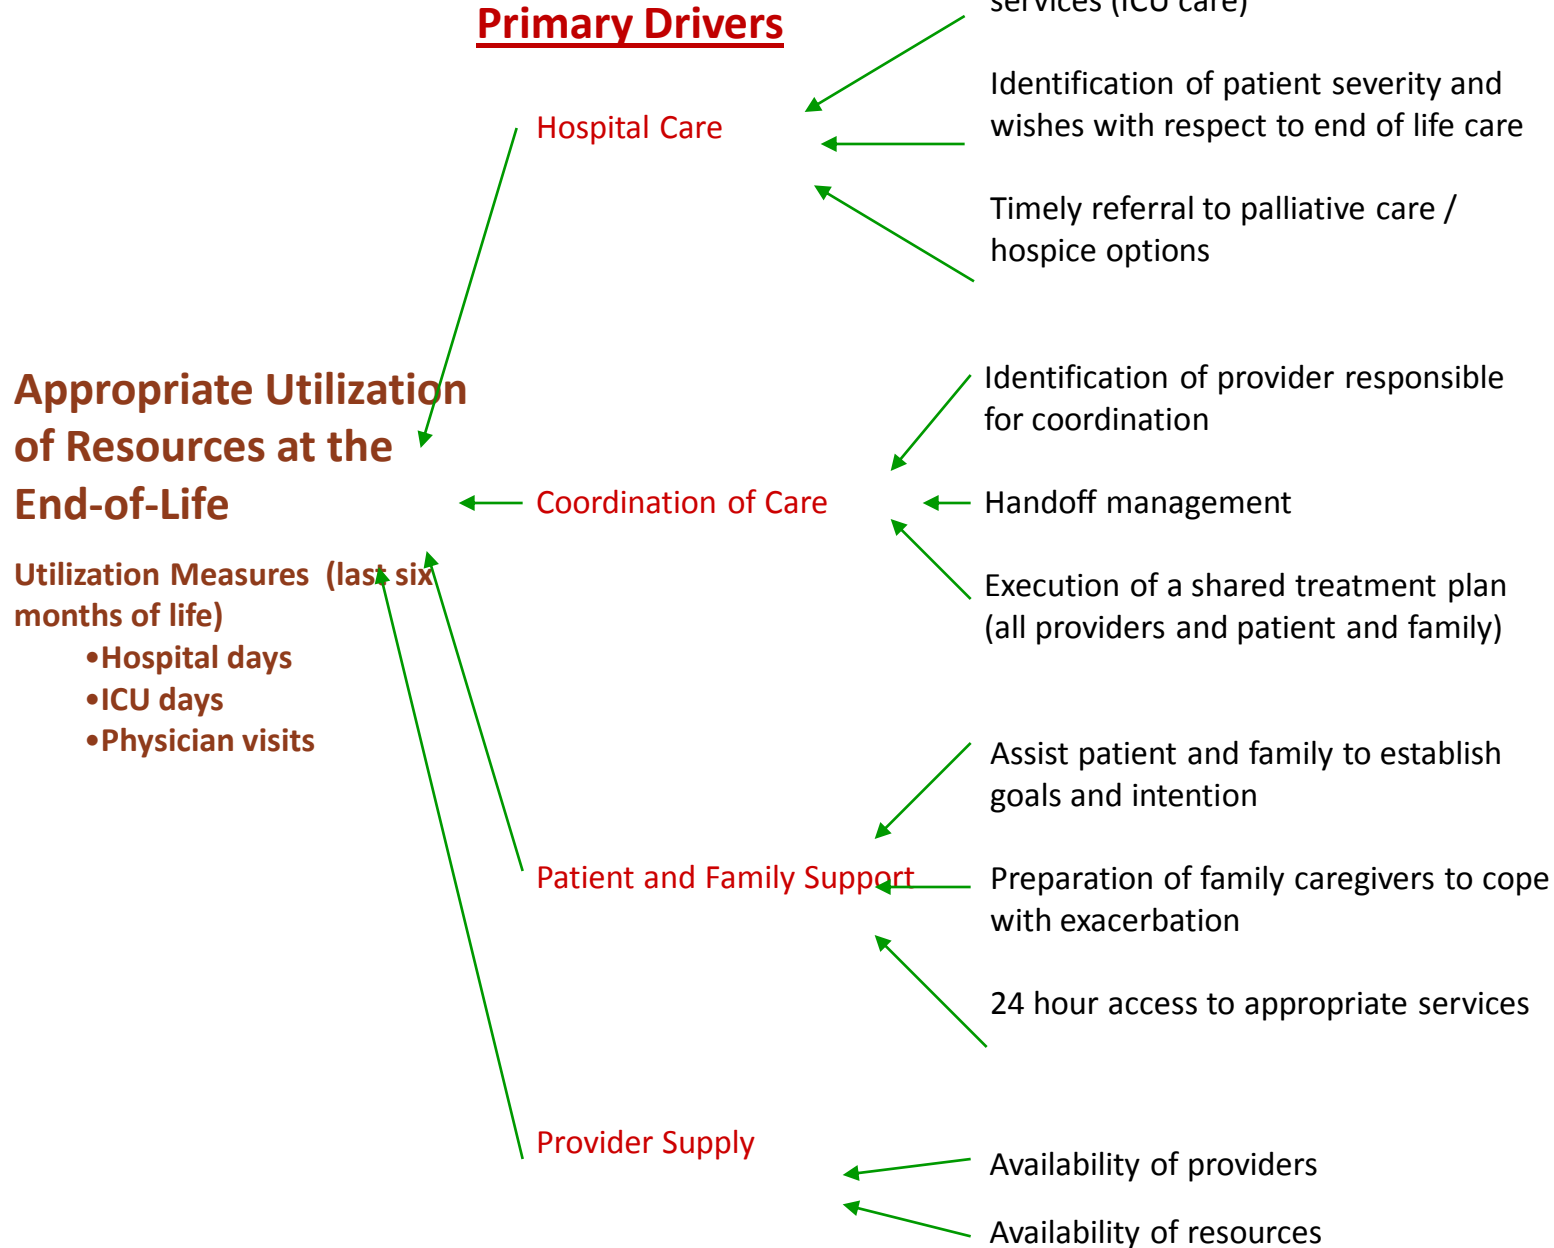 Primary Drivers
services (ICU care)
Hospital Care
Identification of patient severity and
wishes with respect to end of life care
Timely referral to palliative care /
hospice options
Appropriate Utilization
of Resources at the
End-of-Life
Utilization Measures (last six
months of life)
•Hospital days
•ICU days
•Physician visits
Coordination of Care
Identification of provider responsible
for coordination
Handoff management
Execution of a shared treatment plan
(all providers and patient and family)
Patient and Family Support
Assist patient and family to establish
goals and intention
Preparation of family caregivers to cope
with exacerbation
24 hour access to appropriate services
Provider Supply
Availability of providers
Availability of resources